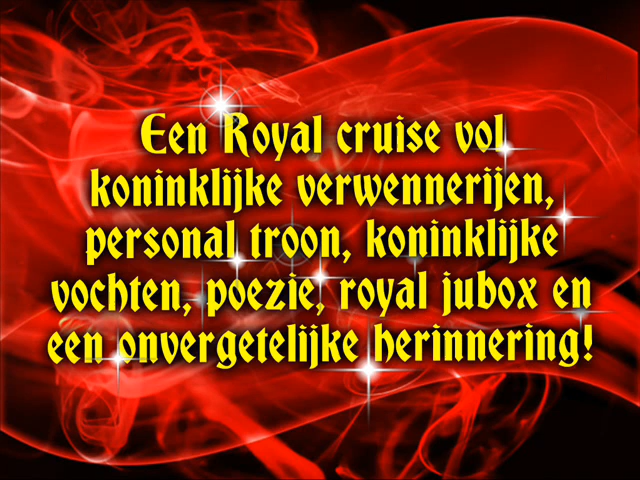 Een Royal cruise vol
koninklijke verwennerijen,
personal troon, koninklijke
vochten, poezie, royal jubox en
een onvergetelijke herinnering!